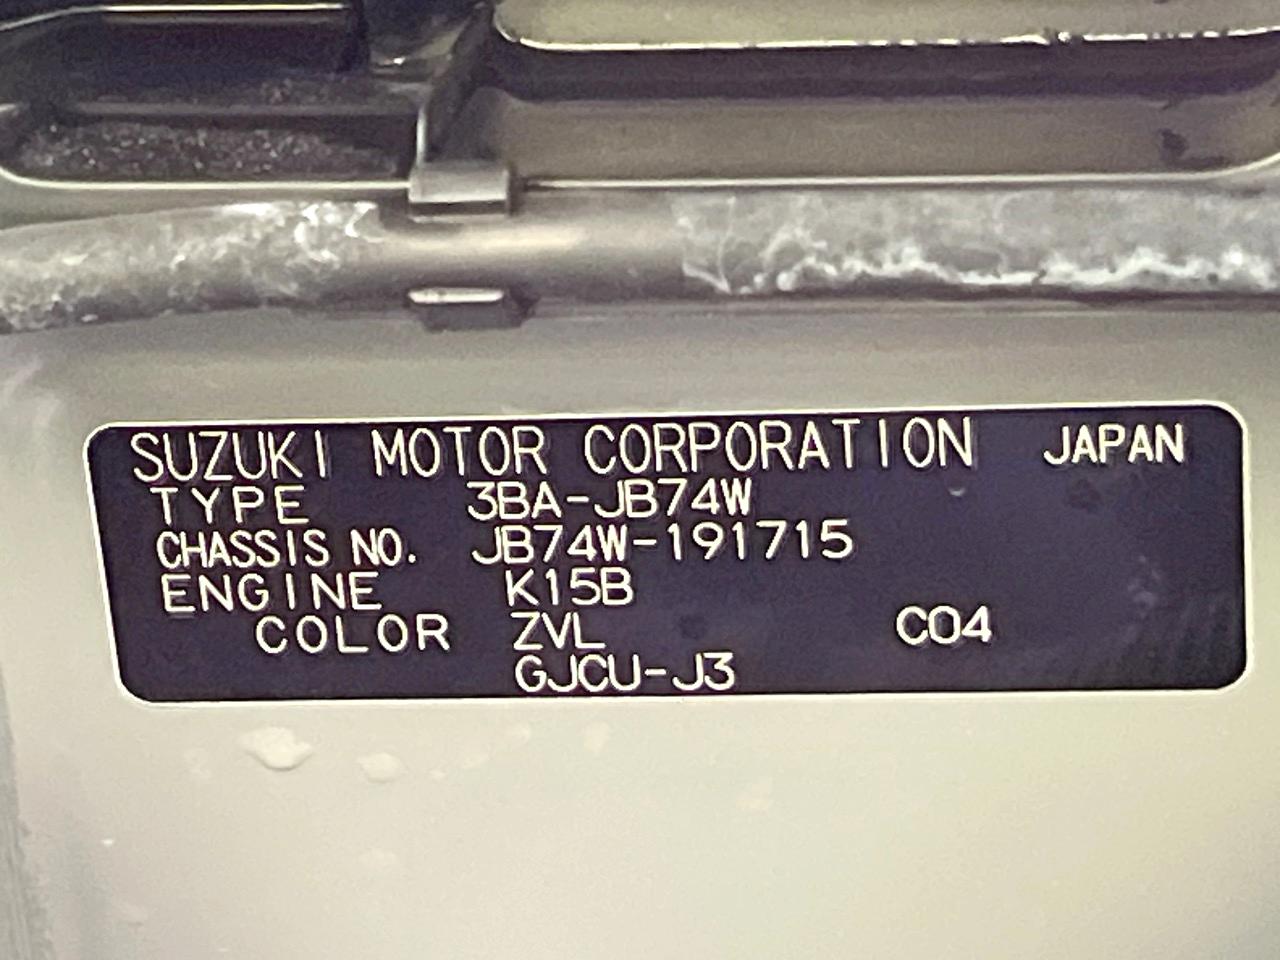 SUZUKI MOTOR CORPORATION JAPAN
TYPE 3BA-JB74W
CHASSIS NO. JB74W-191715
ENGINE K15B
COLOR ZVL C04
GJCU-J3